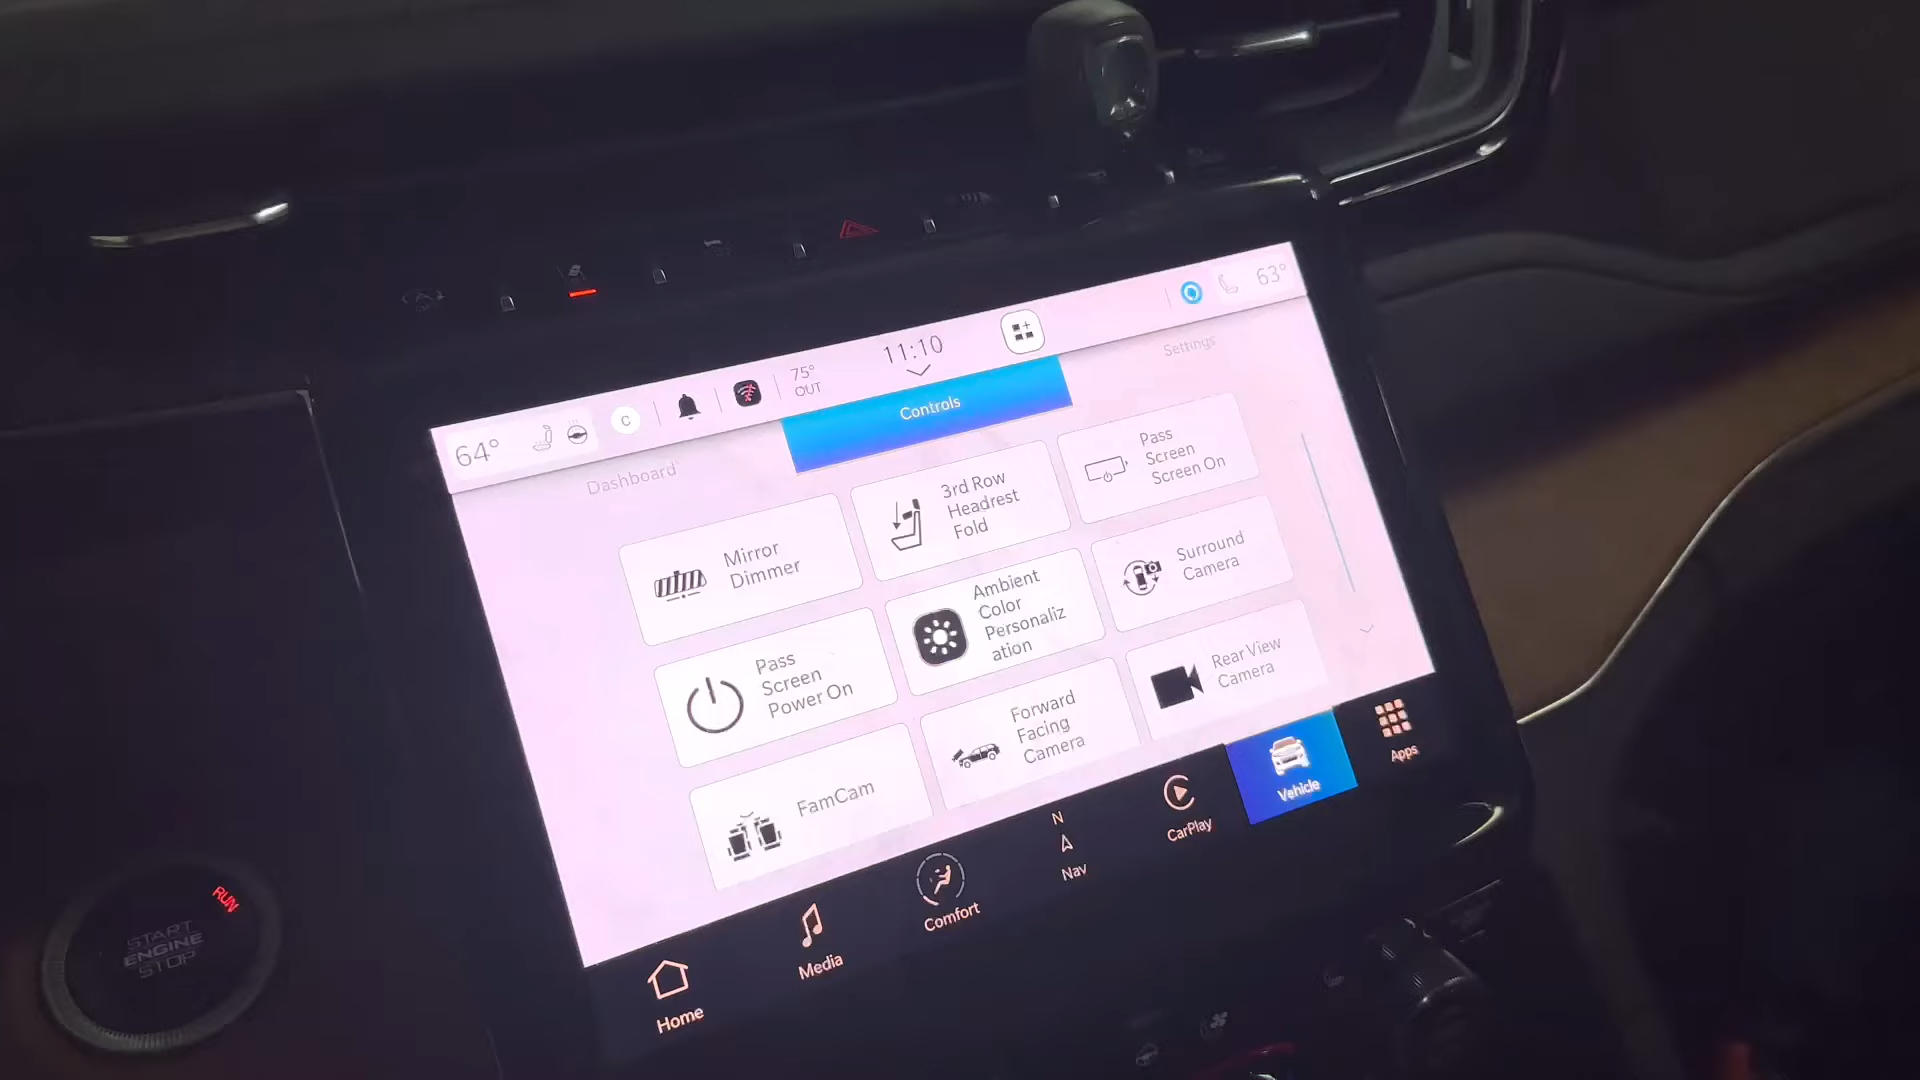 64°
C
75°
OUT
11:10
63°
Dashboard
Controls
Settings
Mirror
Dimmer
3rd Row
Headrest
Fold
Pass
Screen
Screen On
Pass
Screen
Power On
Ambient
Color
Personaliz
ation
Surround
Camera
FamCam
Forward
Facing
Camera
Rear View
Camera
Home
Media
Comfort
N
Nav
CarPlay
Vehicle
Apps
RUN
START
ENGINE
STOP